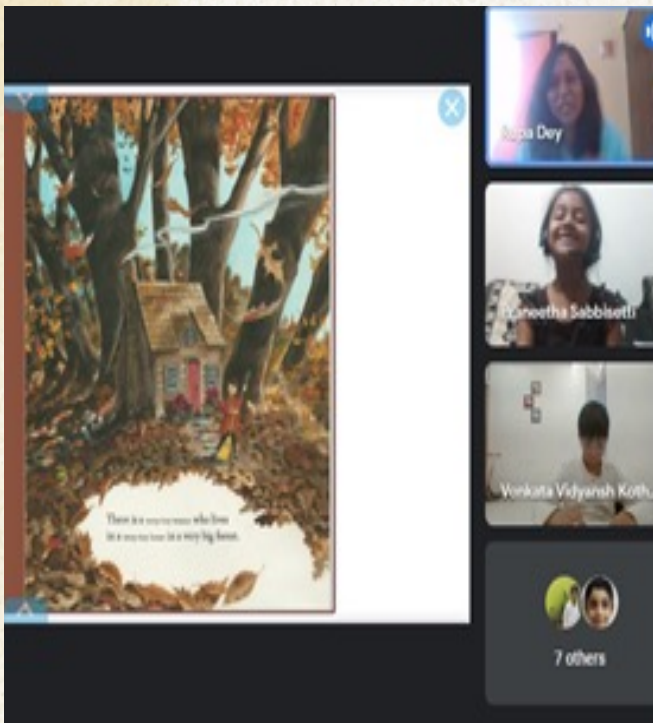 There is a very tiny woman who lives
in a very tiny house in a very big forest.
Rupa Dey
Praneetha Sabbisetti
Venkata Vidyansh Koth...
7 others